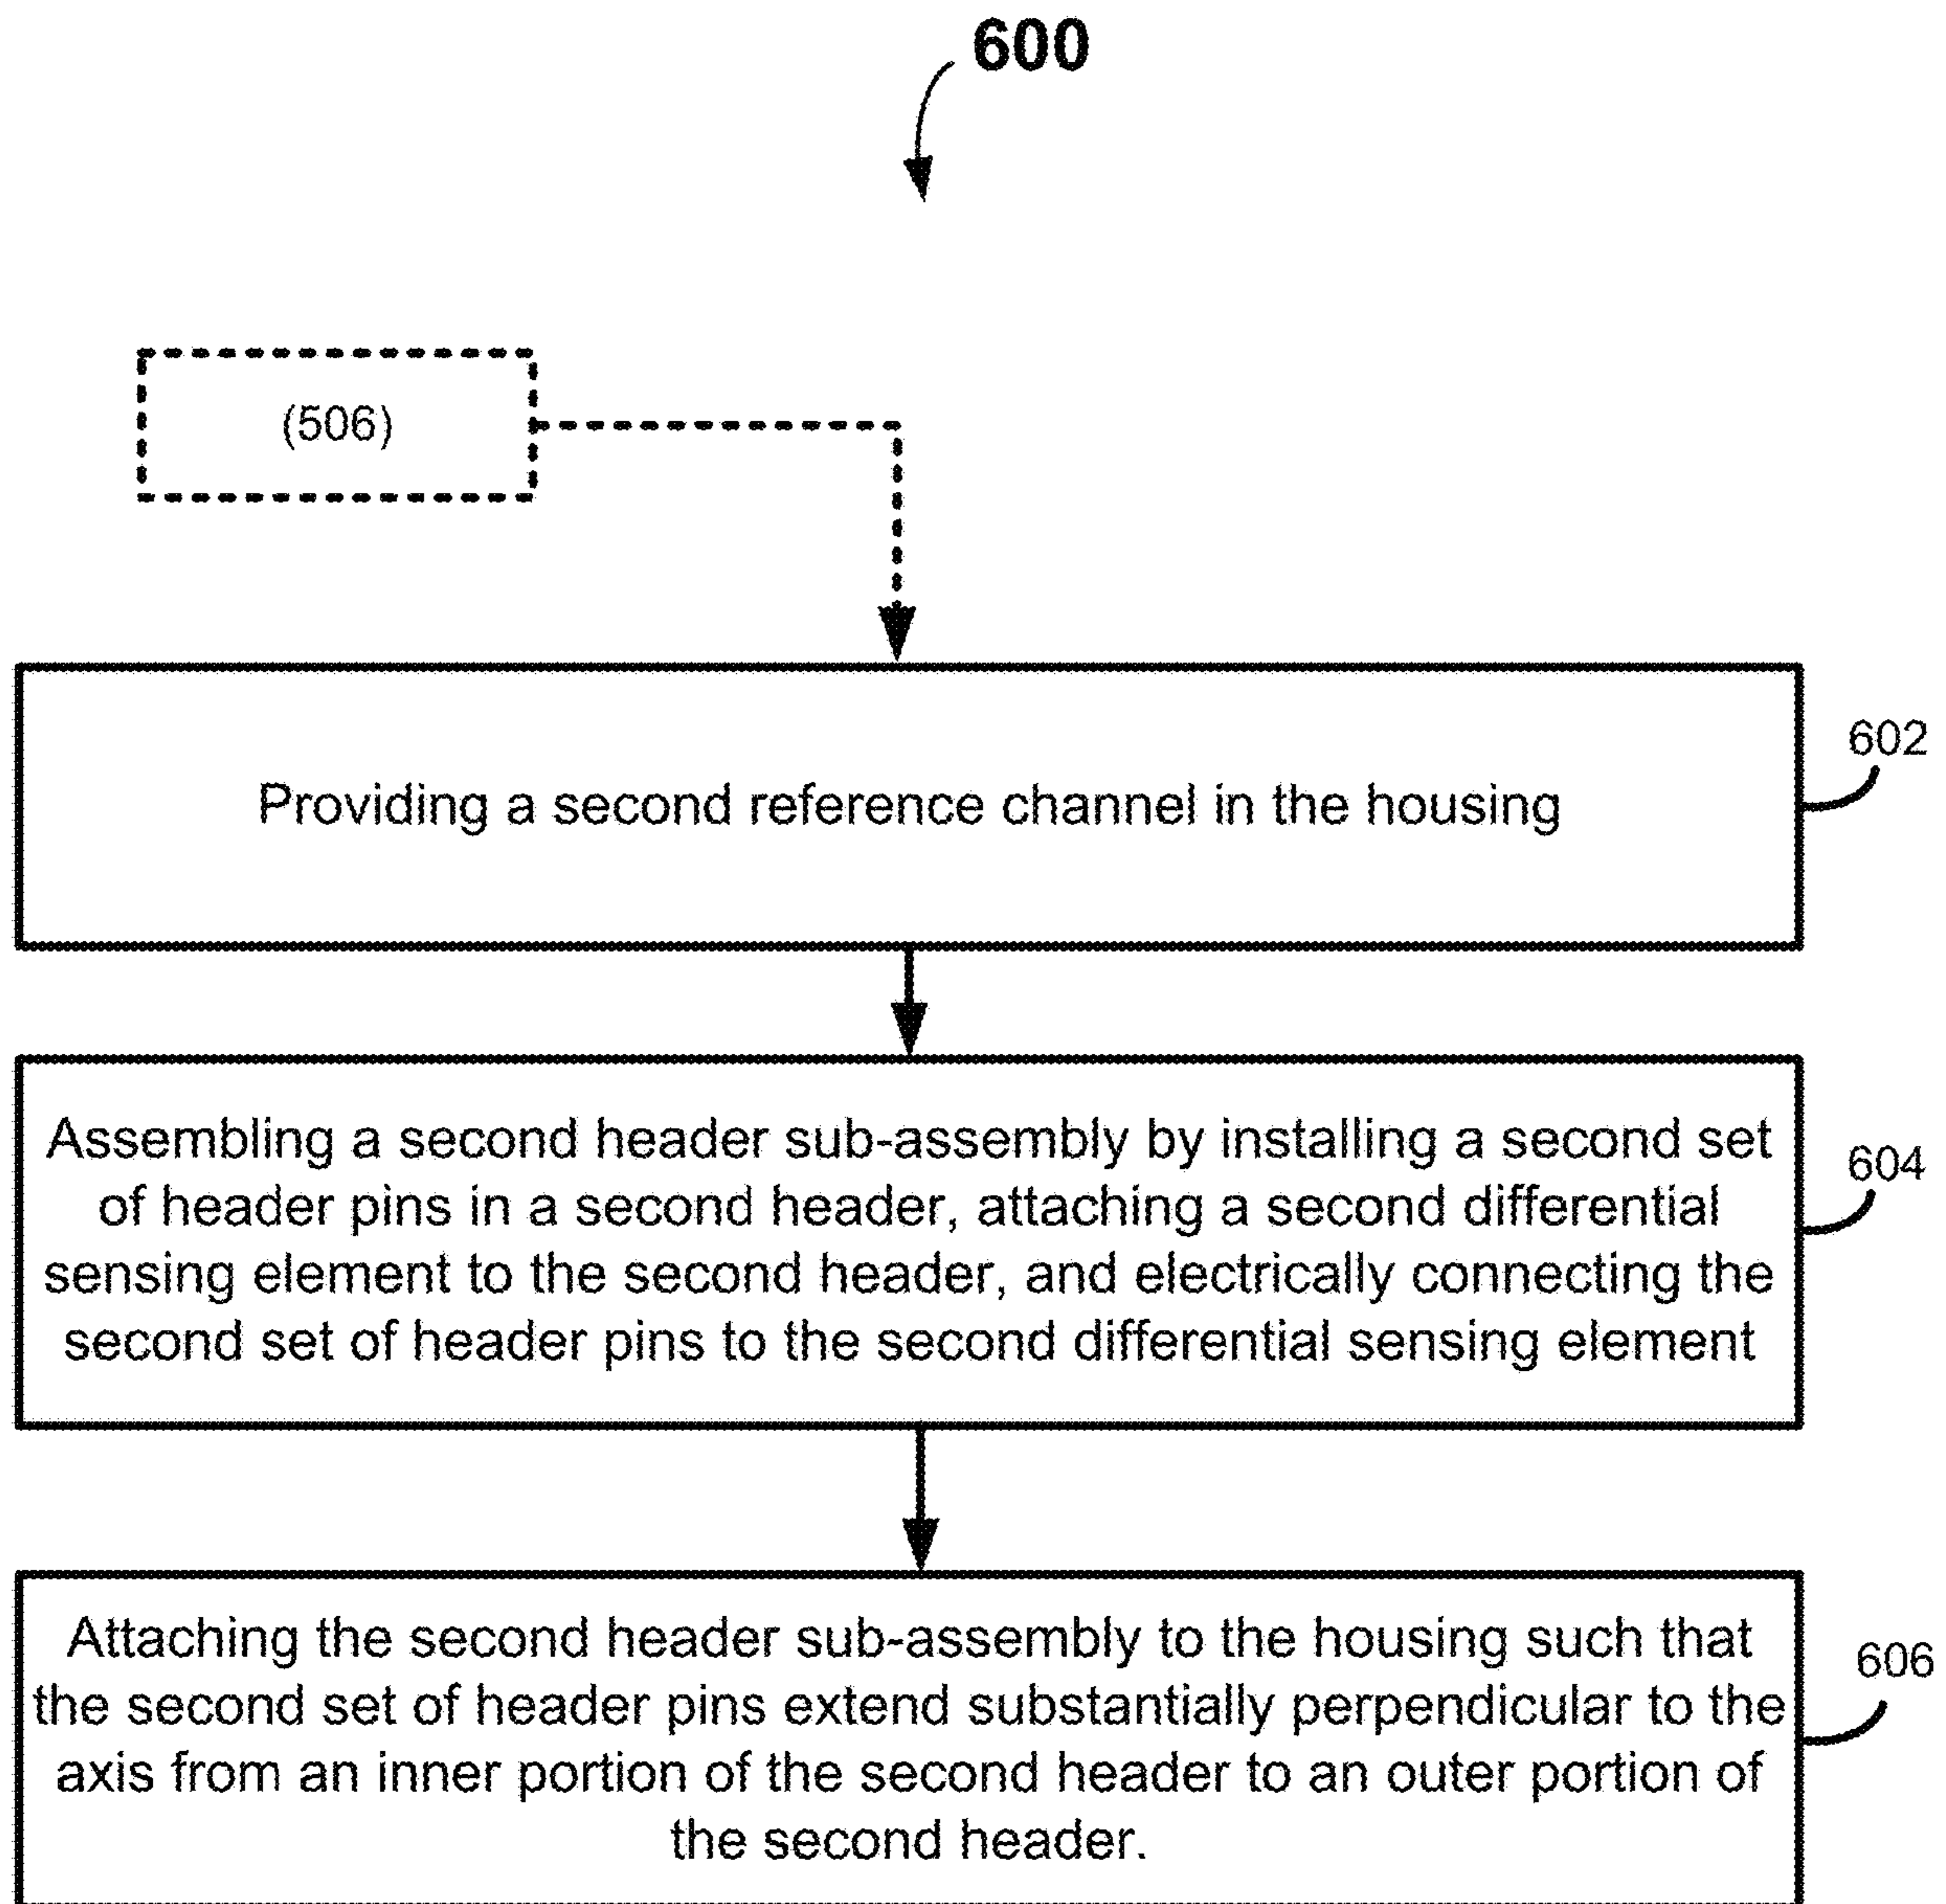 600
(506)
Providing a second reference channel in the housing
602
Assembling a second header sub-assembly by installing a second set
of header pins in a second header, attaching a second differential
sensing element to the second header, and electrically connecting the
second set of header pins to the second differential sensing element
604
Attaching the second header sub-assembly to the housing such that
the second set of header pins extend substantially perpendicular to the
axis from an inner portion of the second header to an outer portion of
the second header.
606